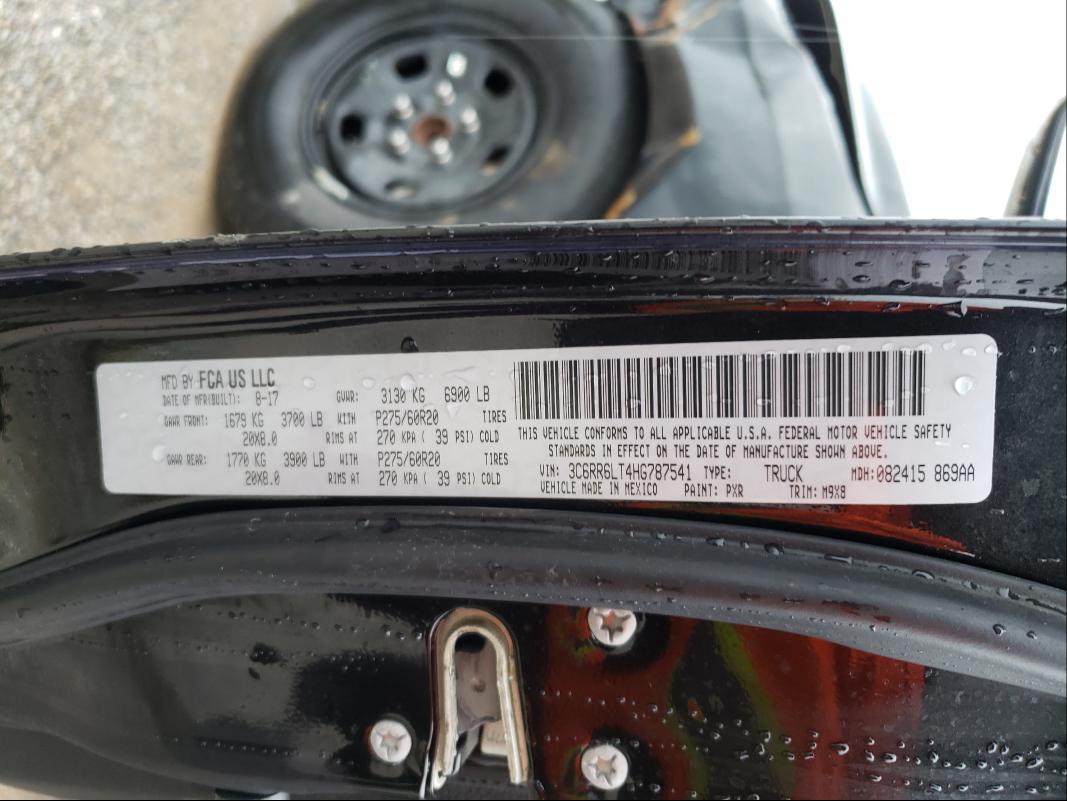 MFD BY FCA US LLC
DATE OF MFR(BUILT): 8-17 GVWR: 3130 KG 6900 LB
GAWR FRONT: 1679 KG 3700 LB WITH P275/60R20 TIRES
20X8.0 RIMS AT 270 KPA ( 39 PSI) COLD
GAWR REAR: 1770 KG 3900 LB WITH P275/60R20 TIRES
20X8.0 RIMS AT 270 KPA ( 39 PSI) COLD
THIS VEHICLE CONFORMS TO ALL APPLICABLE U.S.A. FEDERAL MOTOR VEHICLE SAFETY
STANDARDS IN EFFECT ON THE DATE OF MANUFACTURE SHOWN ABOVE.
VIN: 3C6RR6LT4HG787541 TYPE: TRUCK MDH:082415 869AA
VEHICLE MADE IN MEXICO PAINT: PXR TRIM: M9X8